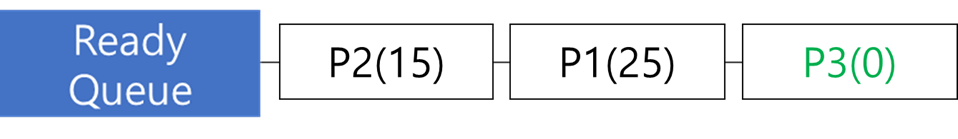 Ready
Queue
P2(15)
P1(25)
P3(0)